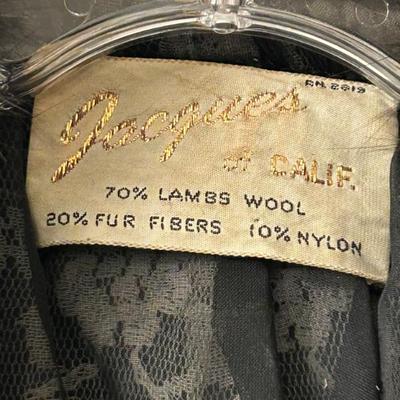 RN. 2619
Jacques
of CALIF.
70% LAMBS WOOL
20% FUR FIBERS 10% NYLON